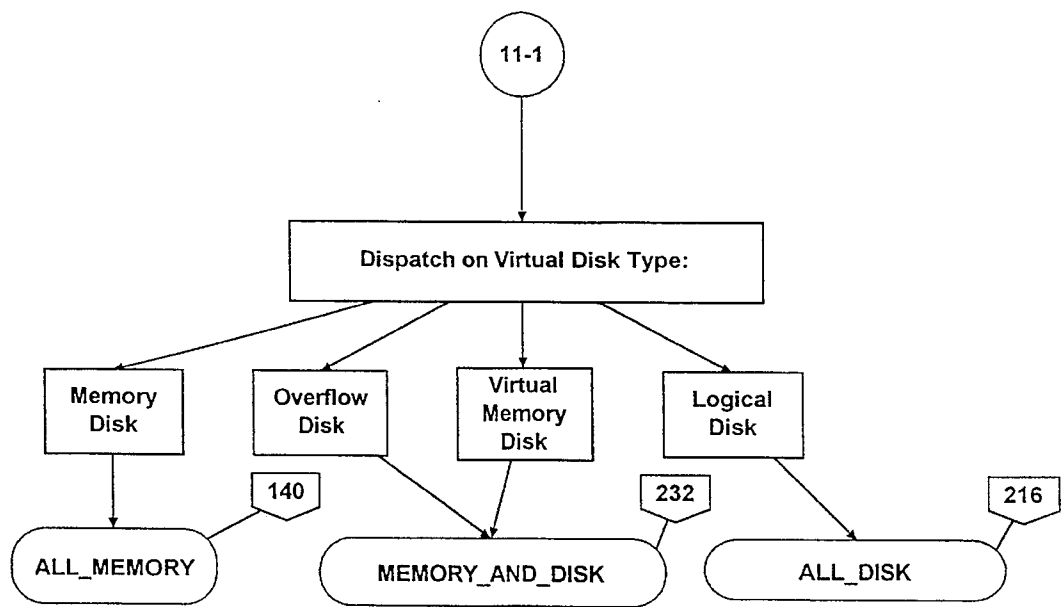 11-1
Dispatch on Virtual Disk Type:
Memory
Disk
Overflow
Disk
Virtual
Memory
Disk
Logical
Disk
140
232
216
ALL_MEMORY
MEMORY_AND_DISK
ALL_DISK